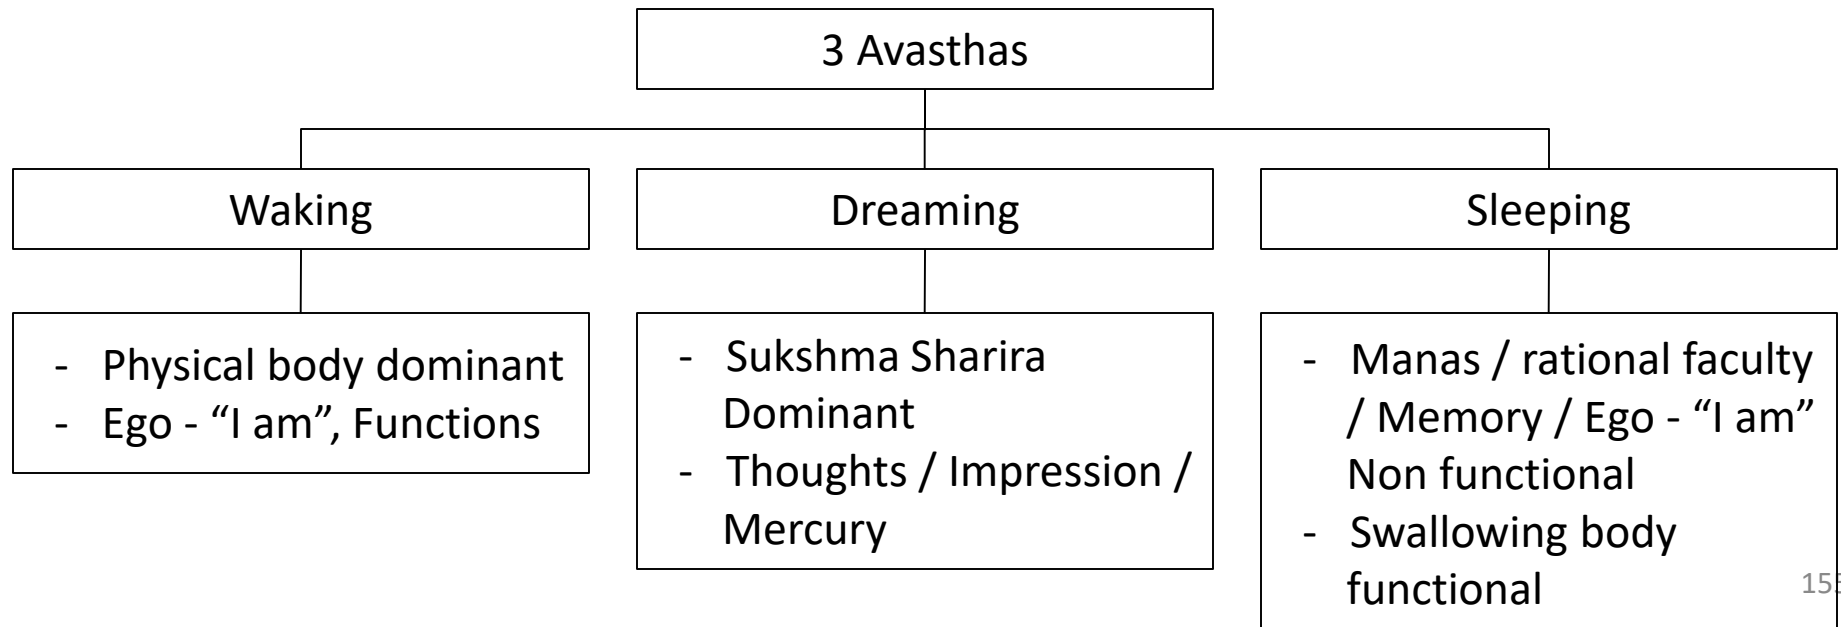 3 Avasthas
Waking
Dreaming
Sleeping
- Physical body dominant
- Ego - “I am”, Functions
- Sukshma Sharira
Dominant
- Thoughts / Impression /
Mercury
- Manas / rational faculty
/ Memory / Ego - “I am”
Non functional
- Swallowing body
functional